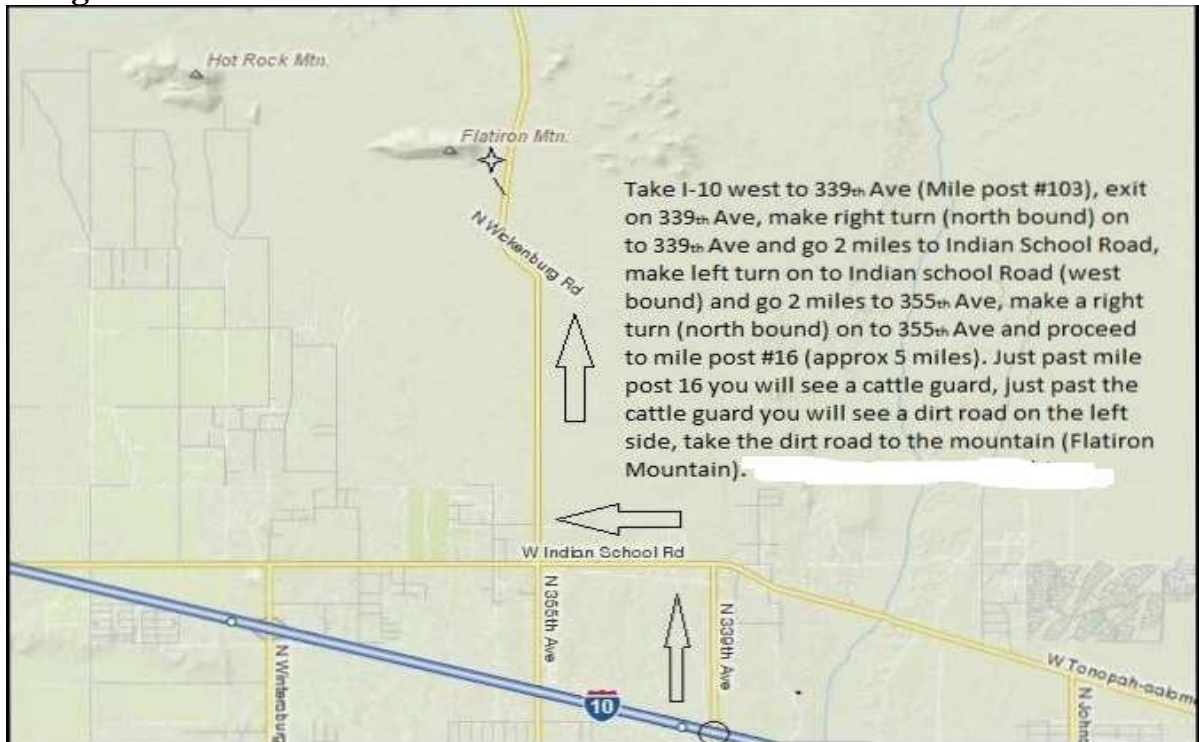 Hot Rock Mtn.
Flatiron Mtn.
Take I-10 west to 339th Ave (Mile post #103), exit
on 339th Ave, make right turn (north bound) on
to 339th Ave and go 2 miles to Indian School Road,
make left turn on to Indian school Road (west
bound) and go 2 miles to 355th Ave, make a right
turn (north bound) on to 355th Ave and proceed
to mile post #16 (approx 5 miles). Just past mile
post 16 you will see a cattle guard, just past the
cattle guard you will see a dirt road on the left
side, take the dirt road to the mountain (Flatiron
Mountain).
N Wickenburg Rd
W Indian School Rd
N 355th Ave
N 339th Ave
W Tonopah-salome
N Wintersburg
N Johns
10